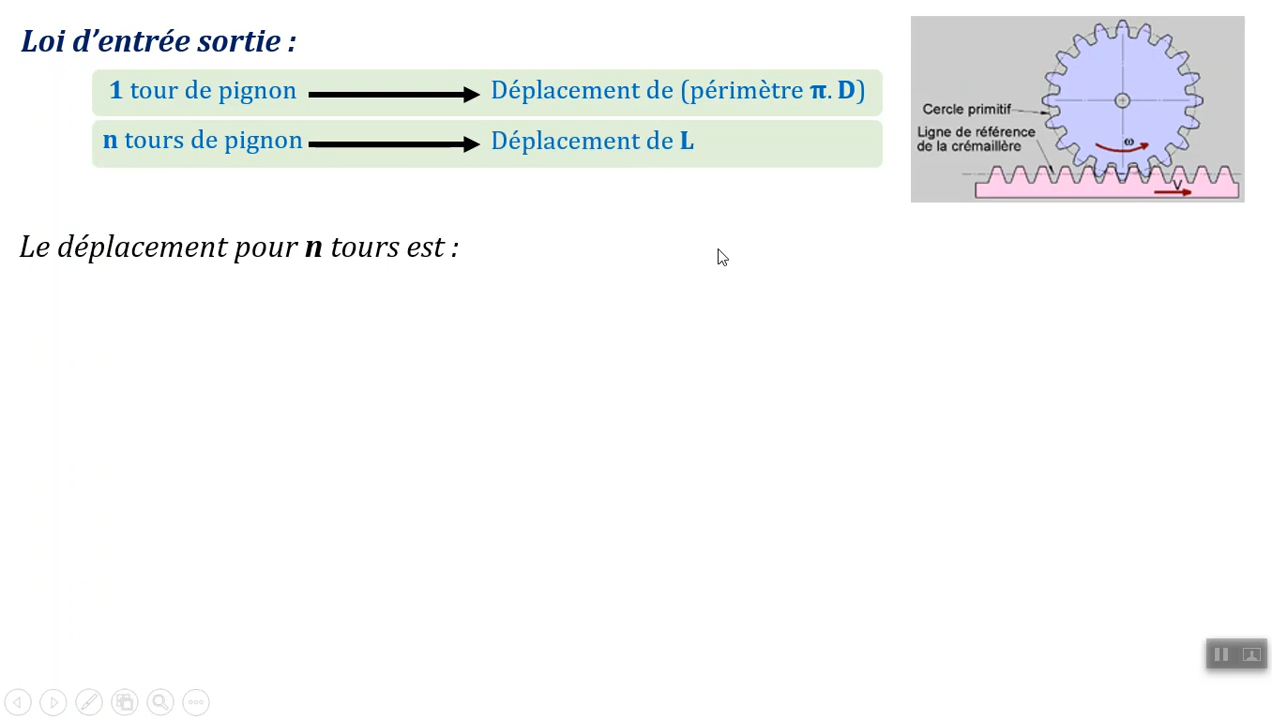 Loi d'entrée sortie :
1 tour de pignon Déplacement de (périmètre π. D)
n tours de pignon Déplacement de L
Cercle primitif
Ligne de référence
de la crémaillère
ω
V
Le déplacement pour n tours est :